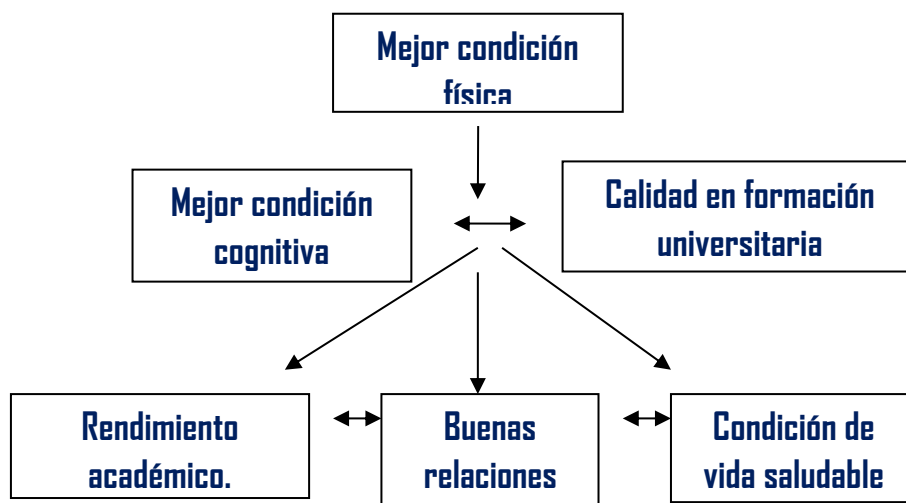 Mejor condición
física
Mejor condición
cognitiva
Calidad en formación
universitaria
Rendimiento
académico.
Buenas
relaciones
Condición de
vida saludable